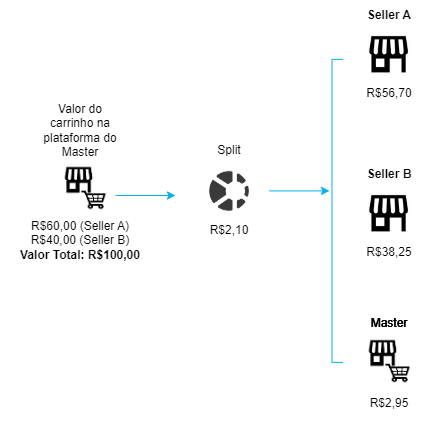 Seller A
R$56,70
Valor do
carrinho na
plataforma do
Master
Split
Seller B
R$60,00 (Seller A)
R$40,00 (Seller B)
Valor Total: R$100,00
R$2,10
R$38,25
Master
R$2,95